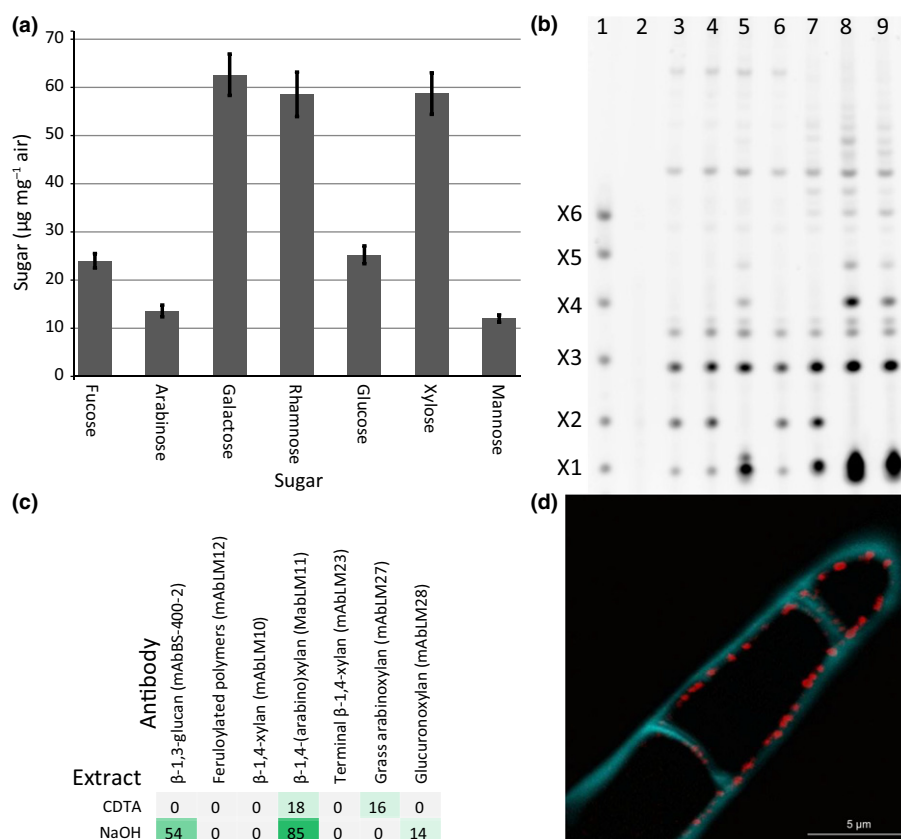 (a)
70
60
50
40
30
20
10
0
Sugar (µg mg⁻¹ air)
Fucose
Arabinose
Galactose
Rhamnose
Glucose
Xylose
Mannose
Sugar
(b)
1 2 3 4 5 6 7 8 9
X6
X5
X4
X3
X2
X1
(c)
Antibody
β-1,3-glucan (mAbBS-400-2)
Feruloylated polymers (mAbLM12)
β-1,4-xylan (mAbLM10)
β-1,4-(arabino)xylan (MabLM11)
Terminal β-1,4-xylan (mAbLM23)
Grass arabinoxylan (mAbLM27)
Glucuronoxylan (mAbLM28)
Extract
CDTA 0 0 0 18 0 16 0
NaOH 54 0 0 85 0 0 14
(d)
5 µm